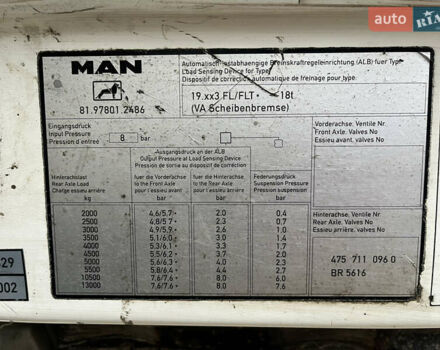 auto.RIA.com
MAN
81.97801.2486
Automatisch-lastabhaengige Bremskraftregeleinrichtung (ALB) fuer Type
Load Sensing Device for Type
Dispositif de correction automatique de freinage pour type
19.xx3 FL/FLT - 18t
(VA Scheibenbremse)
Eingangsdruck
Input Pressure
Pression d'entrée
8 bar
Vorderachse. Ventile Nr
Front Axle. Valves No
Essieu avant. valves No
Ausgangsdruck an der ALB
Output Pressure at Load Sensing Device
Pression de sortie au dispositif de correction
Hinterachslast
Rear Axle Load
Charge essieu arrière
kg
fuer die Vorderachse
to the Front Axle
pour l'essieu avant
bar
fuer die Hinterachse
to the Rear Axle
pour l'essieu arrière
bar
Federungsdruck
Suspension Pressure
Pression suspension
bar
2000 4.6/5.7 2.0 0.4
2500 4.8/5.7 2.3 0.7
3000 4.9/5.9 2.6 1.0
3500 5.1/6.0 3.0 1.4
4000 5.3/6.1 3.3 1.7
4500 5.5/6.2 3.7 2.0
5000 5.6/6.3 4.0 2.3
5500 5.8/6.4 4.4 2.7
10500 7.6/7.6 8.0 6.0
13000 7.6/7.6 8.0 7.6
Hinterachse. Ventile Nr
Rear Axle. Valves No
Essieu arrière. valves No
475 711 096 0
BR 5616
29
002